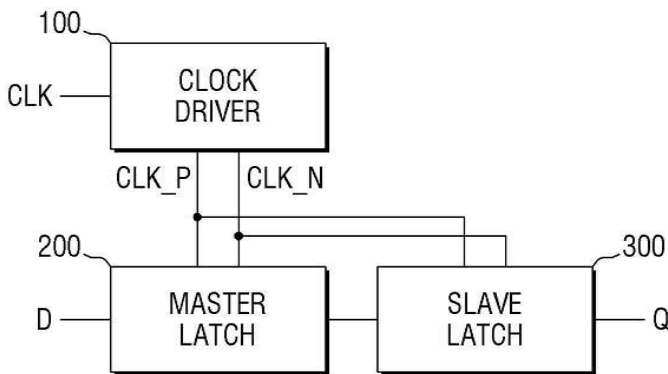 100
CLK
CLOCK
DRIVER
CLK_P CLK_N
200
300
D
MASTER
LATCH
SLAVE
LATCH
Q